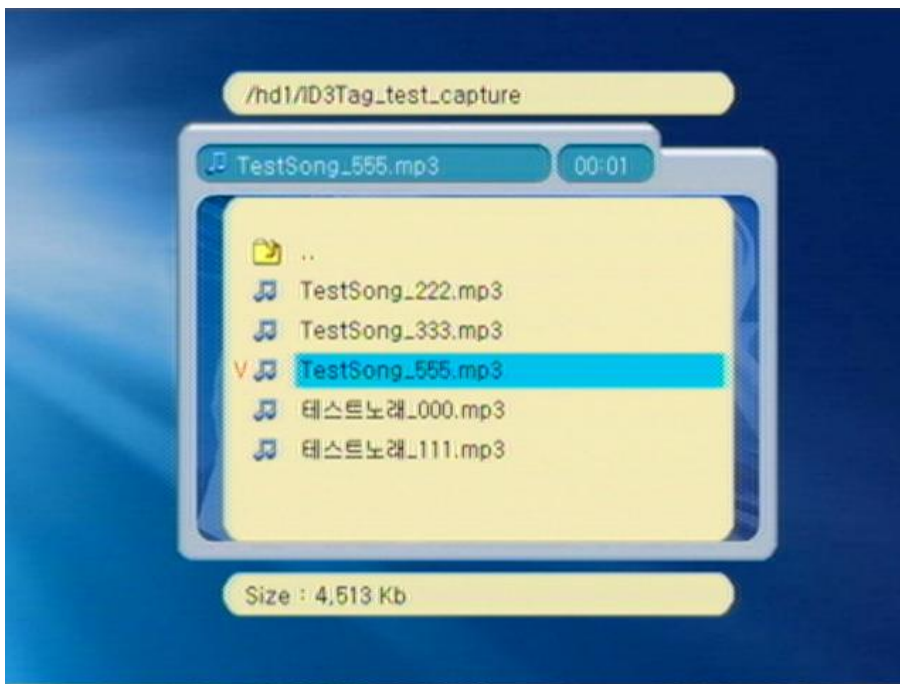 /hd1/ID3Tag_test_capture
TestSong_555.mp3 00:01
..
TestSong_222.mp3
TestSong_333.mp3
V TestSong_555.mp3
테스트노래_000.mp3
테스트노래_111.mp3
Size : 4,513 Kb